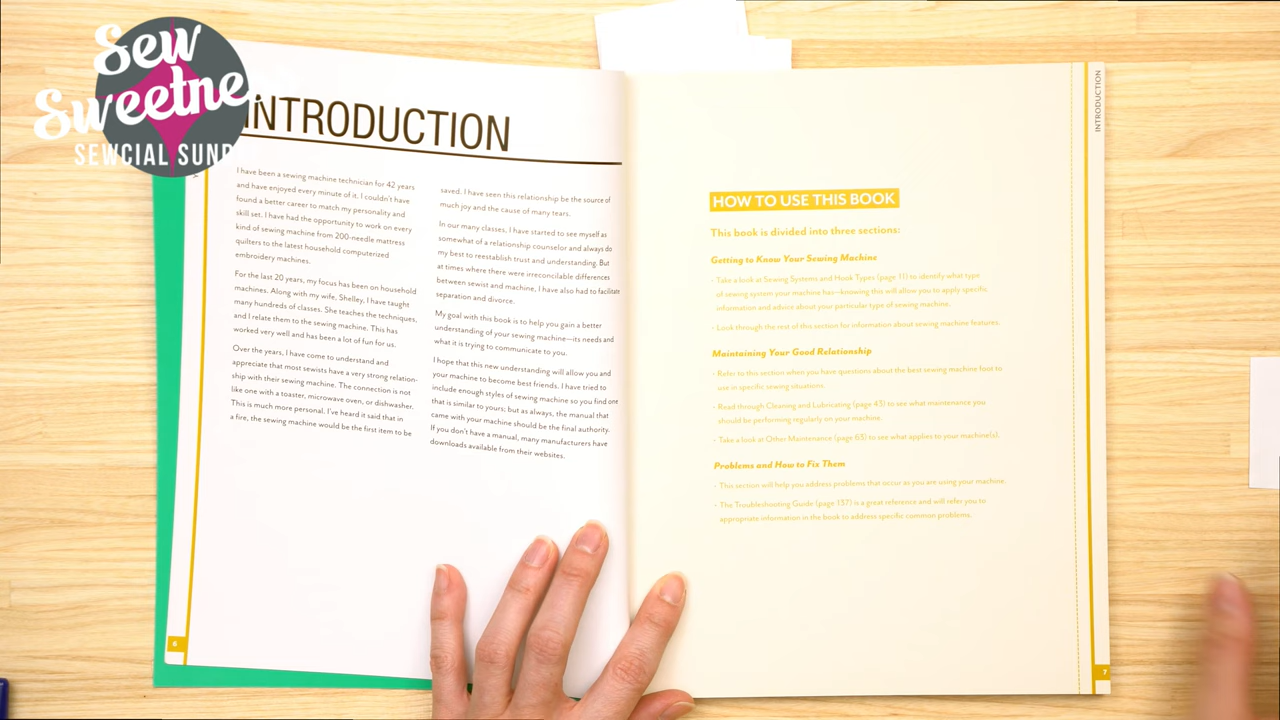 Sew
Sweetne
SEWCIAL SUND
INTRODUCTION
I have been a sewing machine technician for 42 years
and have enjoyed every minute of it. I couldn't have
found a better career to match my personality and
skill set. I have had the opportunity to work on every
kind of sewing machine from 200-needle mattress
quilters to the latest household computerized
embroidery machines.
For the last 20 years, my focus has been on household
machines. Along with my wife, Shelley, I have taught
many hundreds of classes. She teaches the techniques,
and I relate them to the sewing machine. This has
worked very well and has been a lot of fun for us.
Over the years, I have come to understand and
appreciate that most sewists have a very strong relation-
ship with their sewing machine. The connection is not
like one with a toaster, microwave oven, or dishwasher.
This is much more personal. I've heard it said that in
a fire, the sewing machine would be the first item to be
saved. I have seen this relationship be the source of
much joy and the cause of many tears.
In our many classes, I have started to see myself as
somewhat of a relationship counselor and always do
my best to reestablish trust and understanding. But
at times where there were irreconcilable differences
between sewist and machine, I have also had to facilitate
separation and divorce.
My goal with this book is to help you gain a better
understanding of your sewing machine—its needs and
what it is trying to communicate to you.
I hope that this new understanding will allow you and
your machine to become best friends. I have tried to
include enough styles of sewing machine so you find one
that is similar to yours; but as always, the manual that
came with your machine should be the final authority.
If you don't have a manual, many manufacturers have
downloads available from their websites.
6
INTRODUCTION
HOW TO USE THIS BOOK
This book is divided into three sections:
Getting to Know Your Sewing Machine
• Take a look at Sewing Systems and Hook Types (page 11) to identify what type
of sewing system your machine has—knowing this will allow you to apply specific
information and advice about your particular type of sewing machine.
• Look through the rest of this section for information about sewing machine features.
Maintaining Your Good Relationship
• Refer to this section when you have questions about the best sewing machine foot to
use in specific sewing situations.
• Read through Cleaning and Lubricating (page 43) to see what maintenance you
should be performing regularly on your machine.
• Take a look at Other Maintenance (page 63) to see what applies to your machine(s).
Problems and How to Fix Them
• This section will help you address problems that occur as you are using your machine.
• The Troubleshooting Guide (page 137) is a great reference and will refer you to
appropriate information in the book to address specific common problems.
7